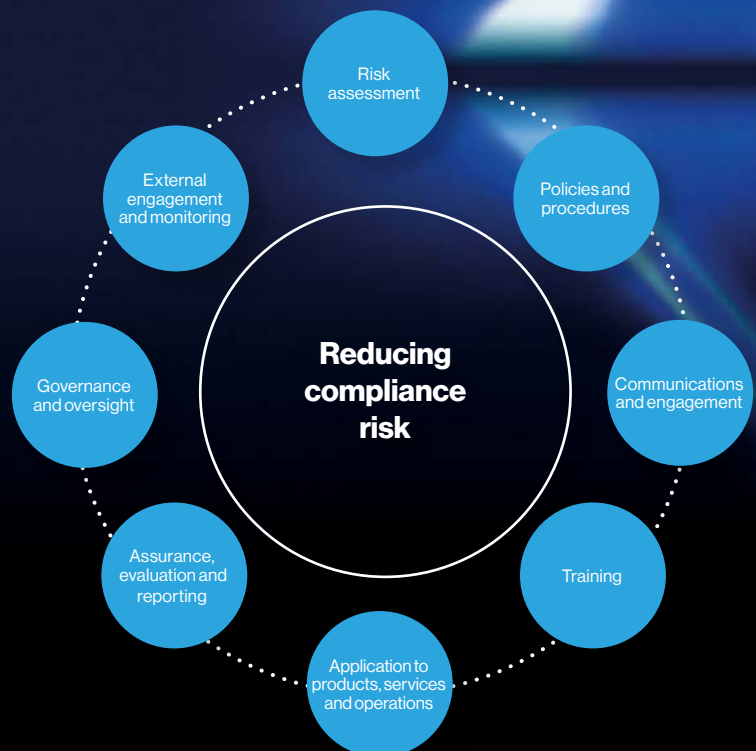 Risk
assessment
Policies and
procedures
Communications
and engagement
Training
Application to
products, services
and operations
Assurance,
evaluation and
reporting
Governance
and oversight
External
engagement
and monitoring
Reducing
compliance
risk